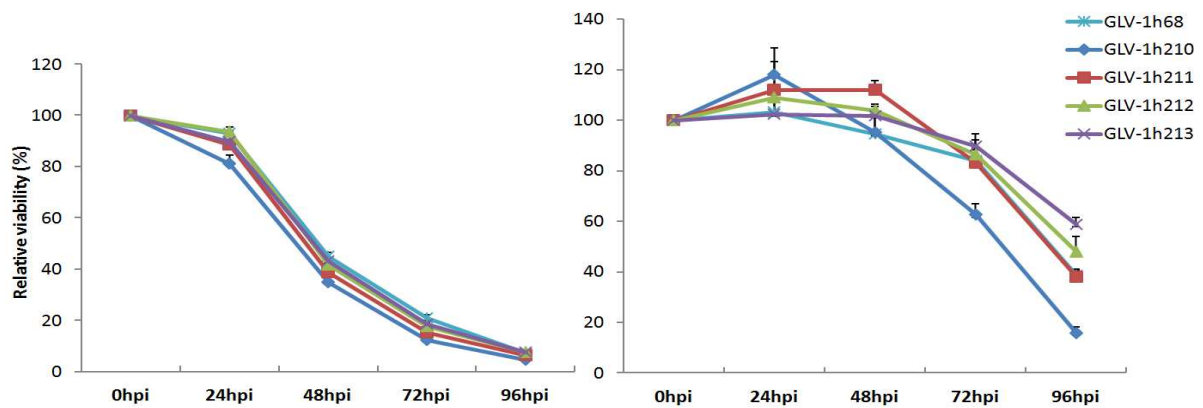 120
100
80
60
40
20
0
Relative viability (%)
0hpi 24hpi 48hpi 72hpi 96hpi
140
120
100
80
60
40
20
0
0hpi 24hpi 48hpi 72hpi 96hpi
GLV-1h68
GLV-1h210
GLV-1h211
GLV-1h212
GLV-1h213